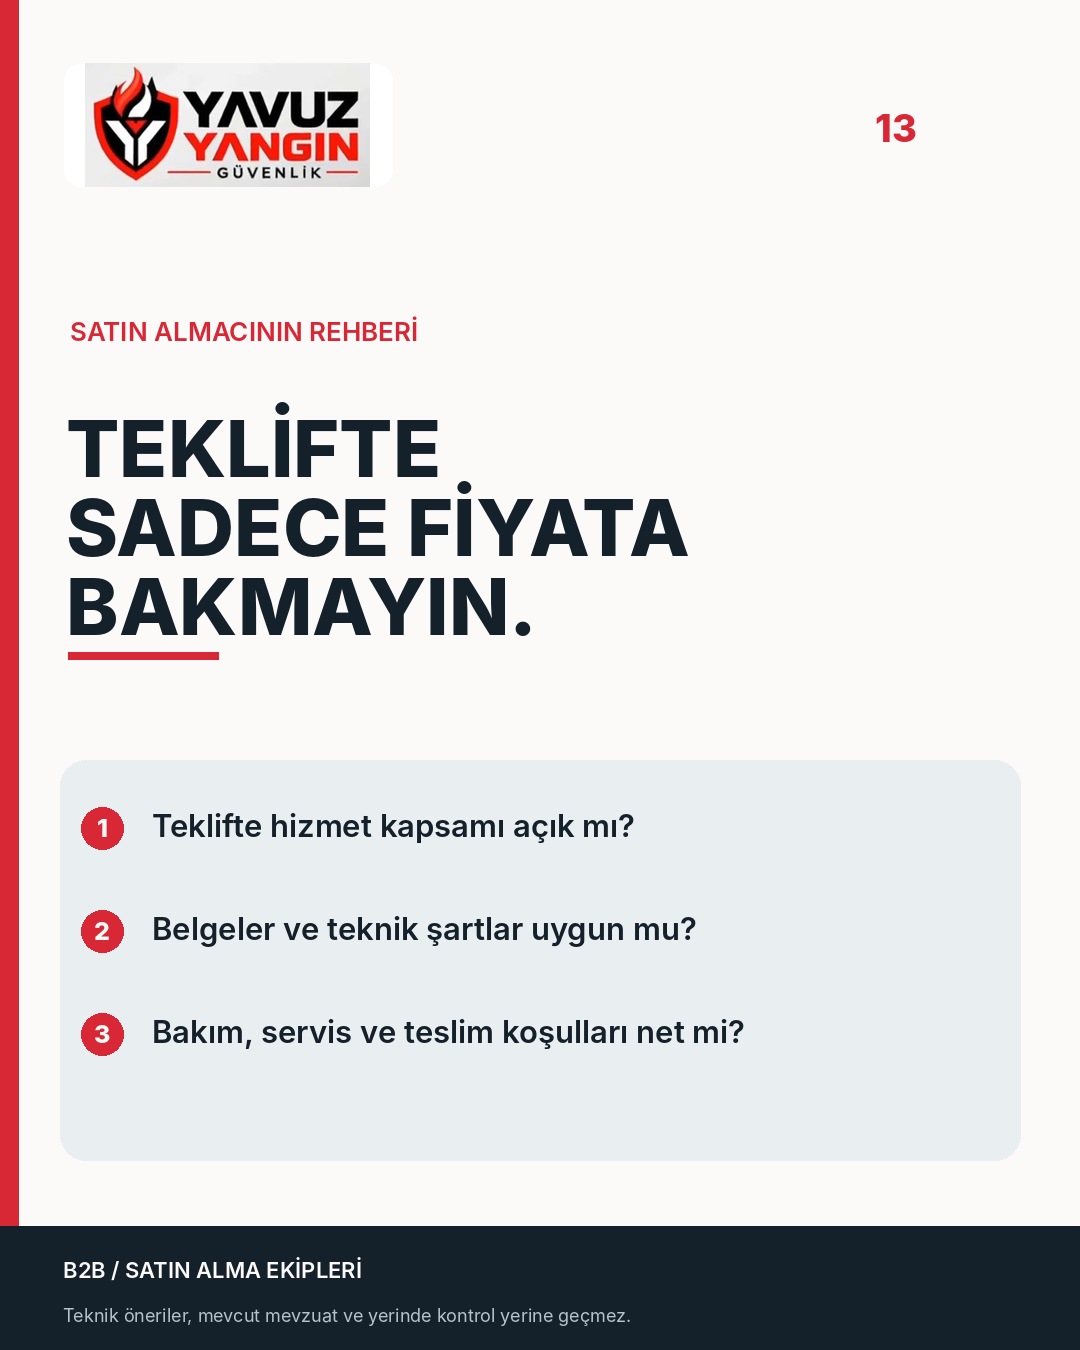 YAVUZ
YANGIN
GÜVENLİK
13
SATIN ALMACININ REHBERİ
TEKLİFTE
SADECE FİYATA
BAKMAYIN.
1 Teklifte hizmet kapsamı açık mı?
2 Belgeler ve teknik şartlar uygun mu?
3 Bakım, servis ve teslim koşulları net mi?
B2B / SATIN ALMA EKİPLERİ
Teknik öneriler, mevcut mevzuat ve yerinde kontrol yerine geçmez.